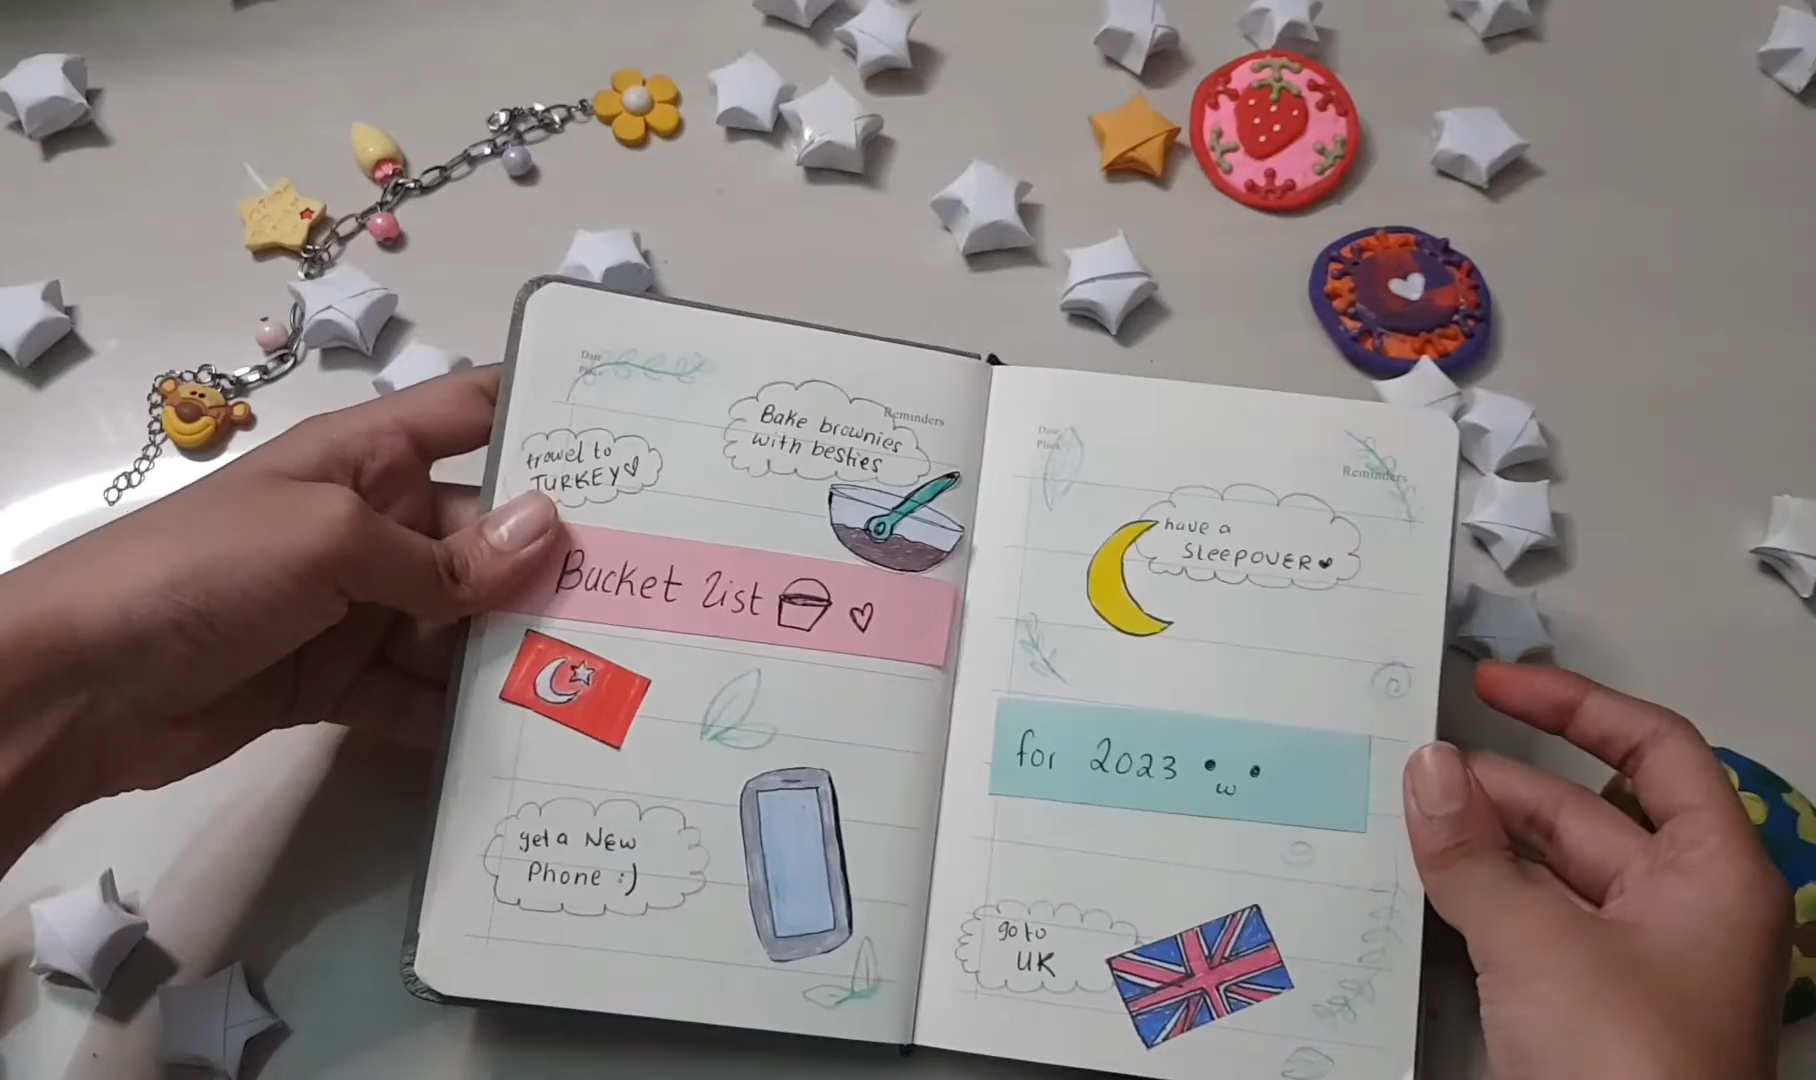 Date
Place
Reminders
travel to
TURKEY
Bake brownies
with besties
Bucket list
get a New
Phone :)
Date
Place
Reminders
have a
SLEEPOVER
for 2023
go to
UK